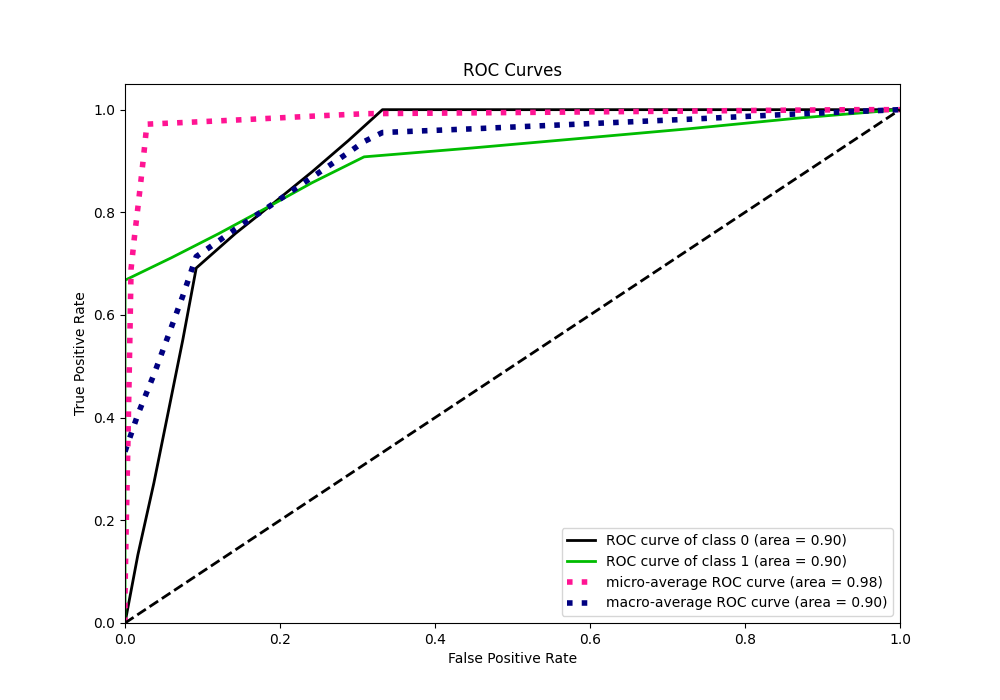 ROC Curves
True Positive Rate
1.0
0.8
0.6
0.4
0.2
0.0
0.0 0.2 0.4 0.6 0.8 1.0
False Positive Rate
ROC curve of class 0 (area = 0.90)
ROC curve of class 1 (area = 0.90)
micro-average ROC curve (area = 0.98)
macro-average ROC curve (area = 0.90)